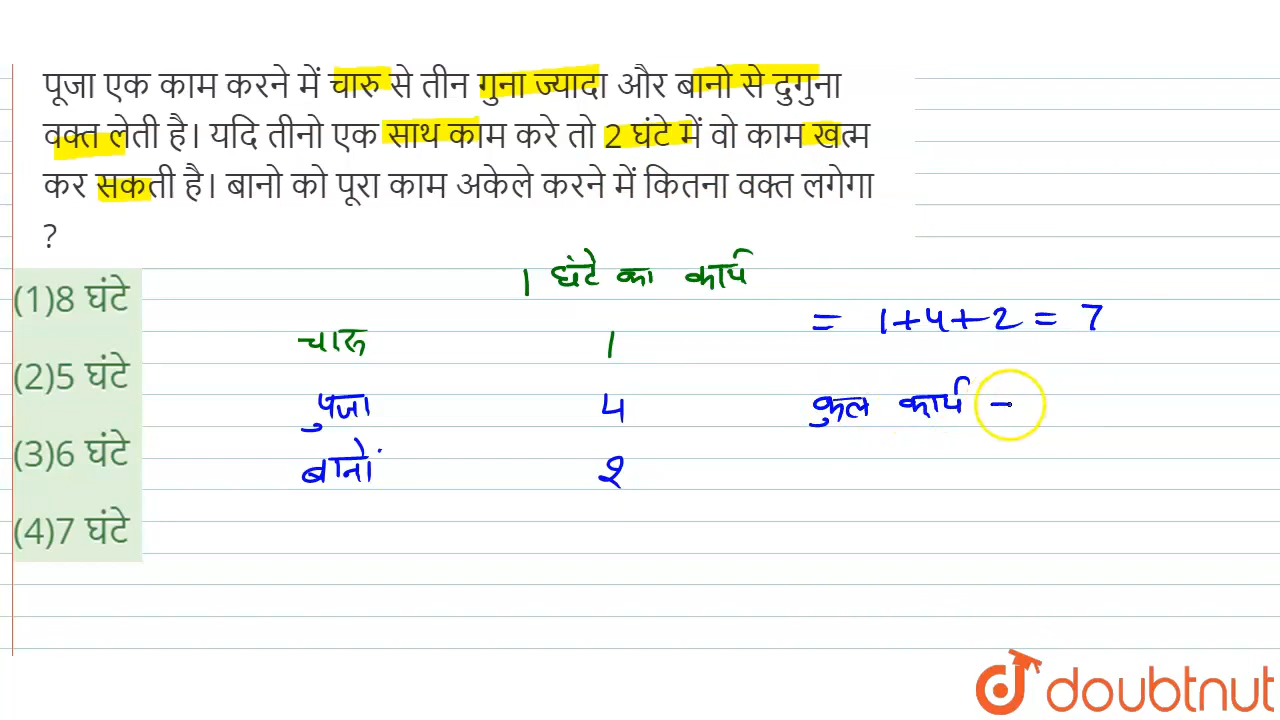 पूजा एक काम करने में चारु से तीन गुना ज्यादा और बानो से दुगुना
वक्त लेती है। यदि तीनो एक साथ काम करे तो 2 घंटे में वो काम खत्म
कर सकती है। बानो को पूरा काम अकेले करने में कितना वक्त लगेगा
?
1 घंटे का कार्य
= 1+4+2 = 7
(1)8 घंटे
चारु 1
(2)5 घंटे
पुजा 4
कुल कार्य -
(3)6 घंटे
बानों 2
(4)7 घंटे
doubtnut